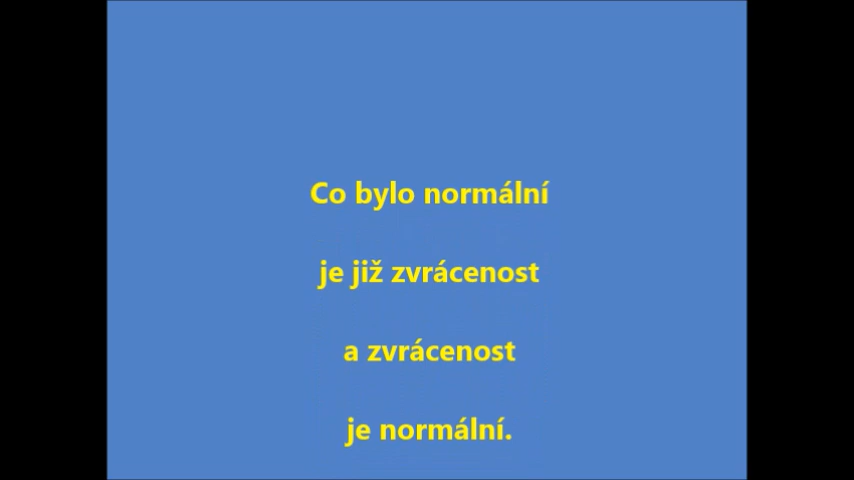 Co bylo normální
je již zvrácenost
a zvrácenost
je normální.